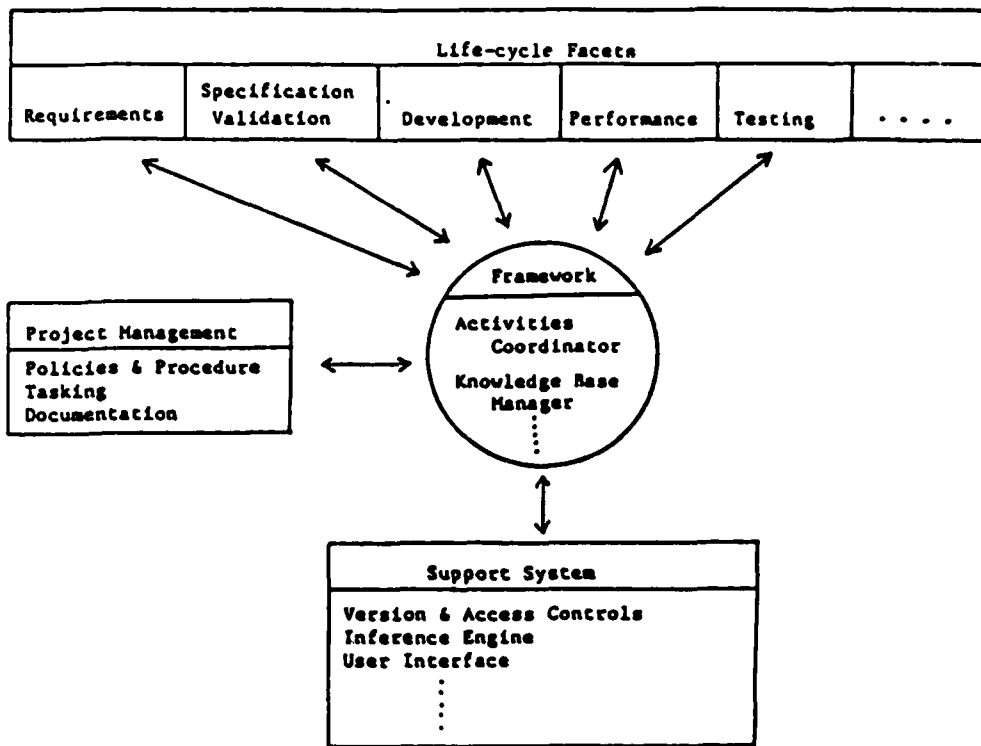 Life-cycle Facets
Requirements
Specification
Validation
Development
Performance
Testing
. . . .
Framework
Activities
Coordinator
Knowledge Base
Manager
Project Management
Policies & Procedure
Tasking
Documentation
Support System
Version & Access Controls
Inference Engine
User Interface